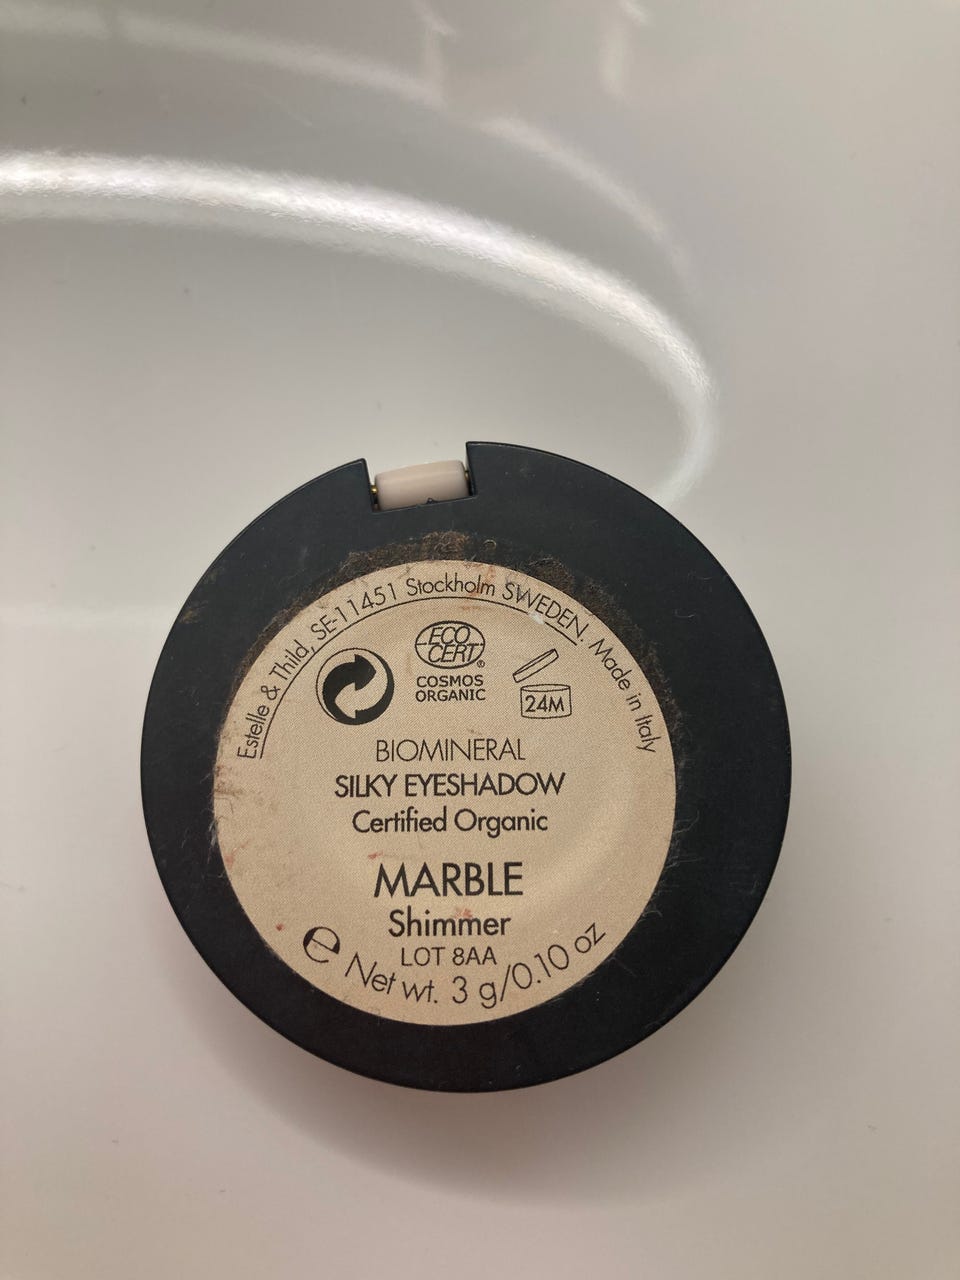 Estelle & Thild, SE-11451 Stockholm SWEDEN. Made in Italy
ECO
CERT®
COSMOS
ORGANIC
24M
BIOMINERAL
SILKY EYESHADOW
Certified Organic
MARBLE
Shimmer
LOT 8AA
e Net wt. 3 g/0.10 oz